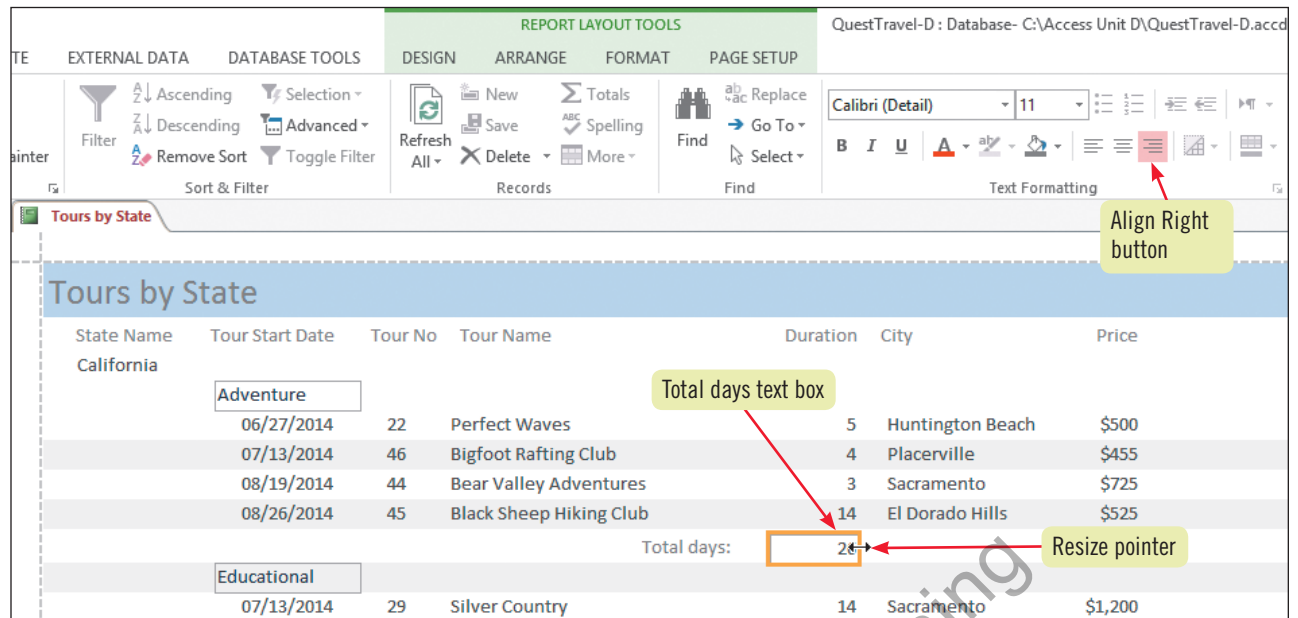 REPORT LAYOUT TOOLS
QuestTravel-D : Database- C:\Access Unit D\QuestTravel-D.accd
TE EXTERNAL DATA DATABASE TOOLS DESIGN ARRANGE FORMAT PAGE SETUP
Filter
Ascending
Descending
Remove Sort
Selection
Advanced
Toggle Filter
Sort & Filter
ainter
Refresh
All
New
Save
Delete
Totals
Spelling
More
Records
Find
Replace
Go To
Select
Find
Calibri (Detail) 11
B I U A
Text Formatting
Align Right
button
Tours by State
Tours by State
State Name Tour Start Date Tour No Tour Name Duration City Price
California
Adventure
Total days text box
06/27/2014 22 Perfect Waves 5 Huntington Beach $500
07/13/2014 46 Bigfoot Rafting Club 4 Placerville $455
08/19/2014 44 Bear Valley Adventures 3 Sacramento $725
08/26/2014 45 Black Sheep Hiking Club 14 El Dorado Hills $525
Total days:
Resize pointer
Educational
07/13/2014 29 Silver Country 14 Sacramento $1,200